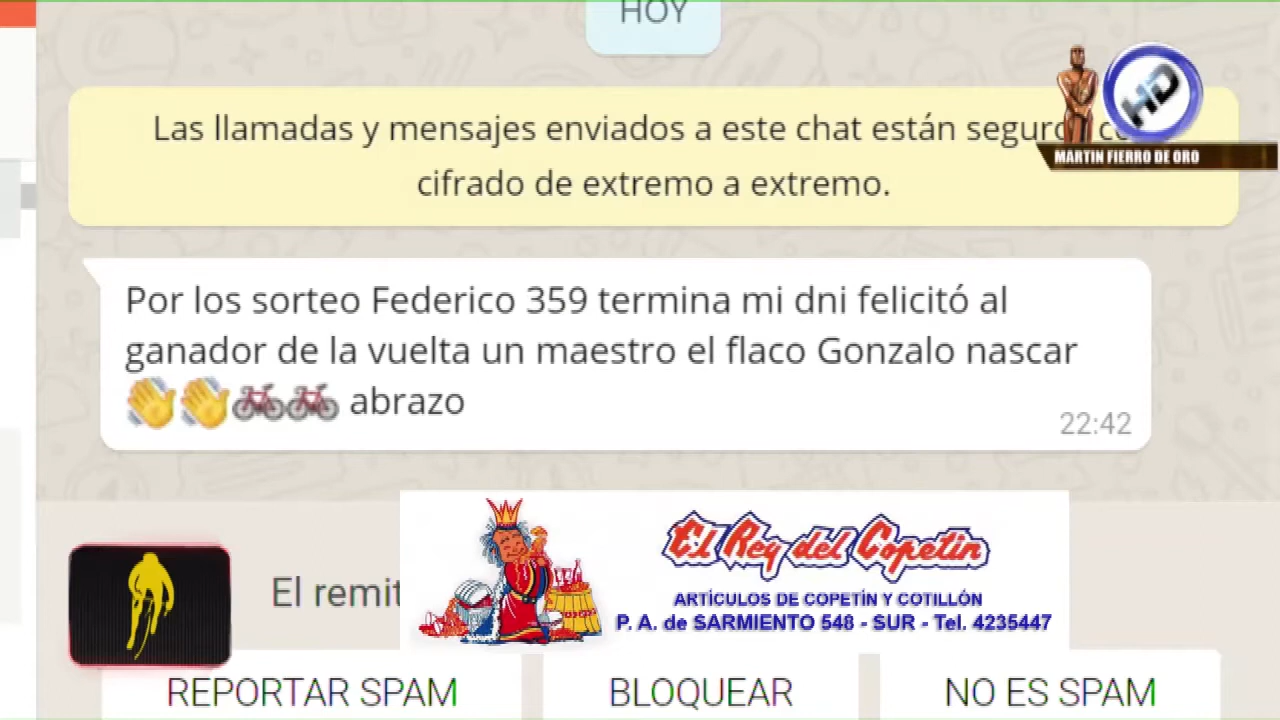 HOY
Las llamadas y mensajes enviados a este chat están seguro
cifrado de extremo a extremo.
HD
MARTIN FIERRO DE ORO
Por los sorteo Federico 359 termina mi dni felicitó al
ganador de la vuelta un maestro el flaco Gonzalo nascar
👋👋🚲🚲 abrazo
22:42
El remit
El Rey del Copetín
ARTÍCULOS DE COPETÍN Y COTILLÓN
P. A. de SARMIENTO 548 - SUR - Tel. 4235447
REPORTAR SPAM
BLOQUEAR
NO ES SPAM